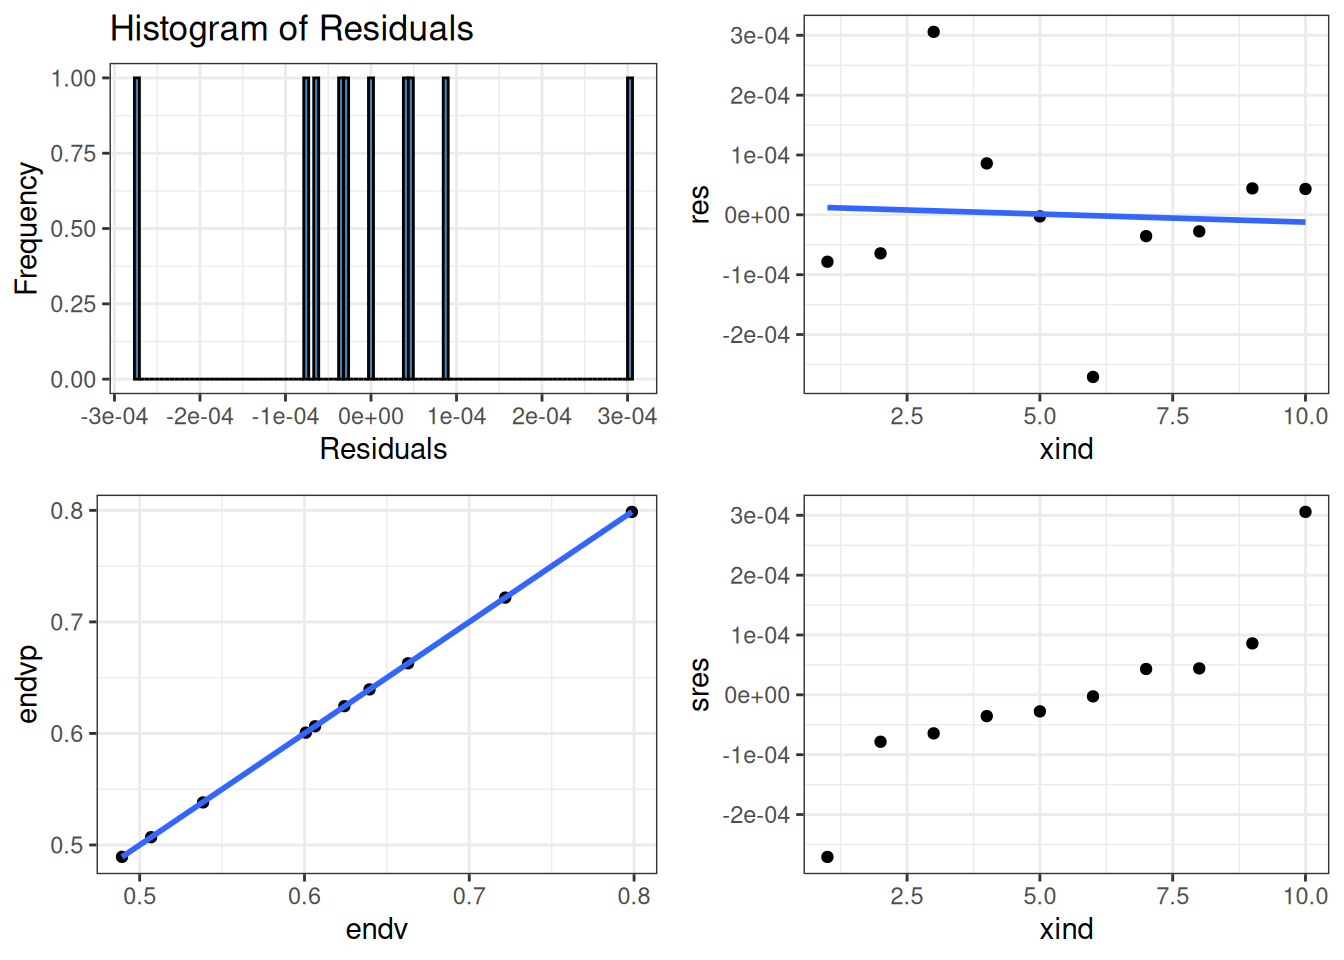 Histogram of Residuals
Frequency
1.00
0.75
0.50
0.25
0.00
-3e-04 -2e-04 -1e-04 0e+00 1e-04 2e-04 3e-04
Residuals
res
3e-04
2e-04
1e-04
0e+00
-1e-04
-2e-04
2.5 5.0 7.5 10.0
xind
endvp
0.8
0.7
0.6
0.5
0.5 0.6 0.7 0.8
endv
sres
3e-04
2e-04
1e-04
0e+00
-1e-04
-2e-04
2.5 5.0 7.5 10.0
xind